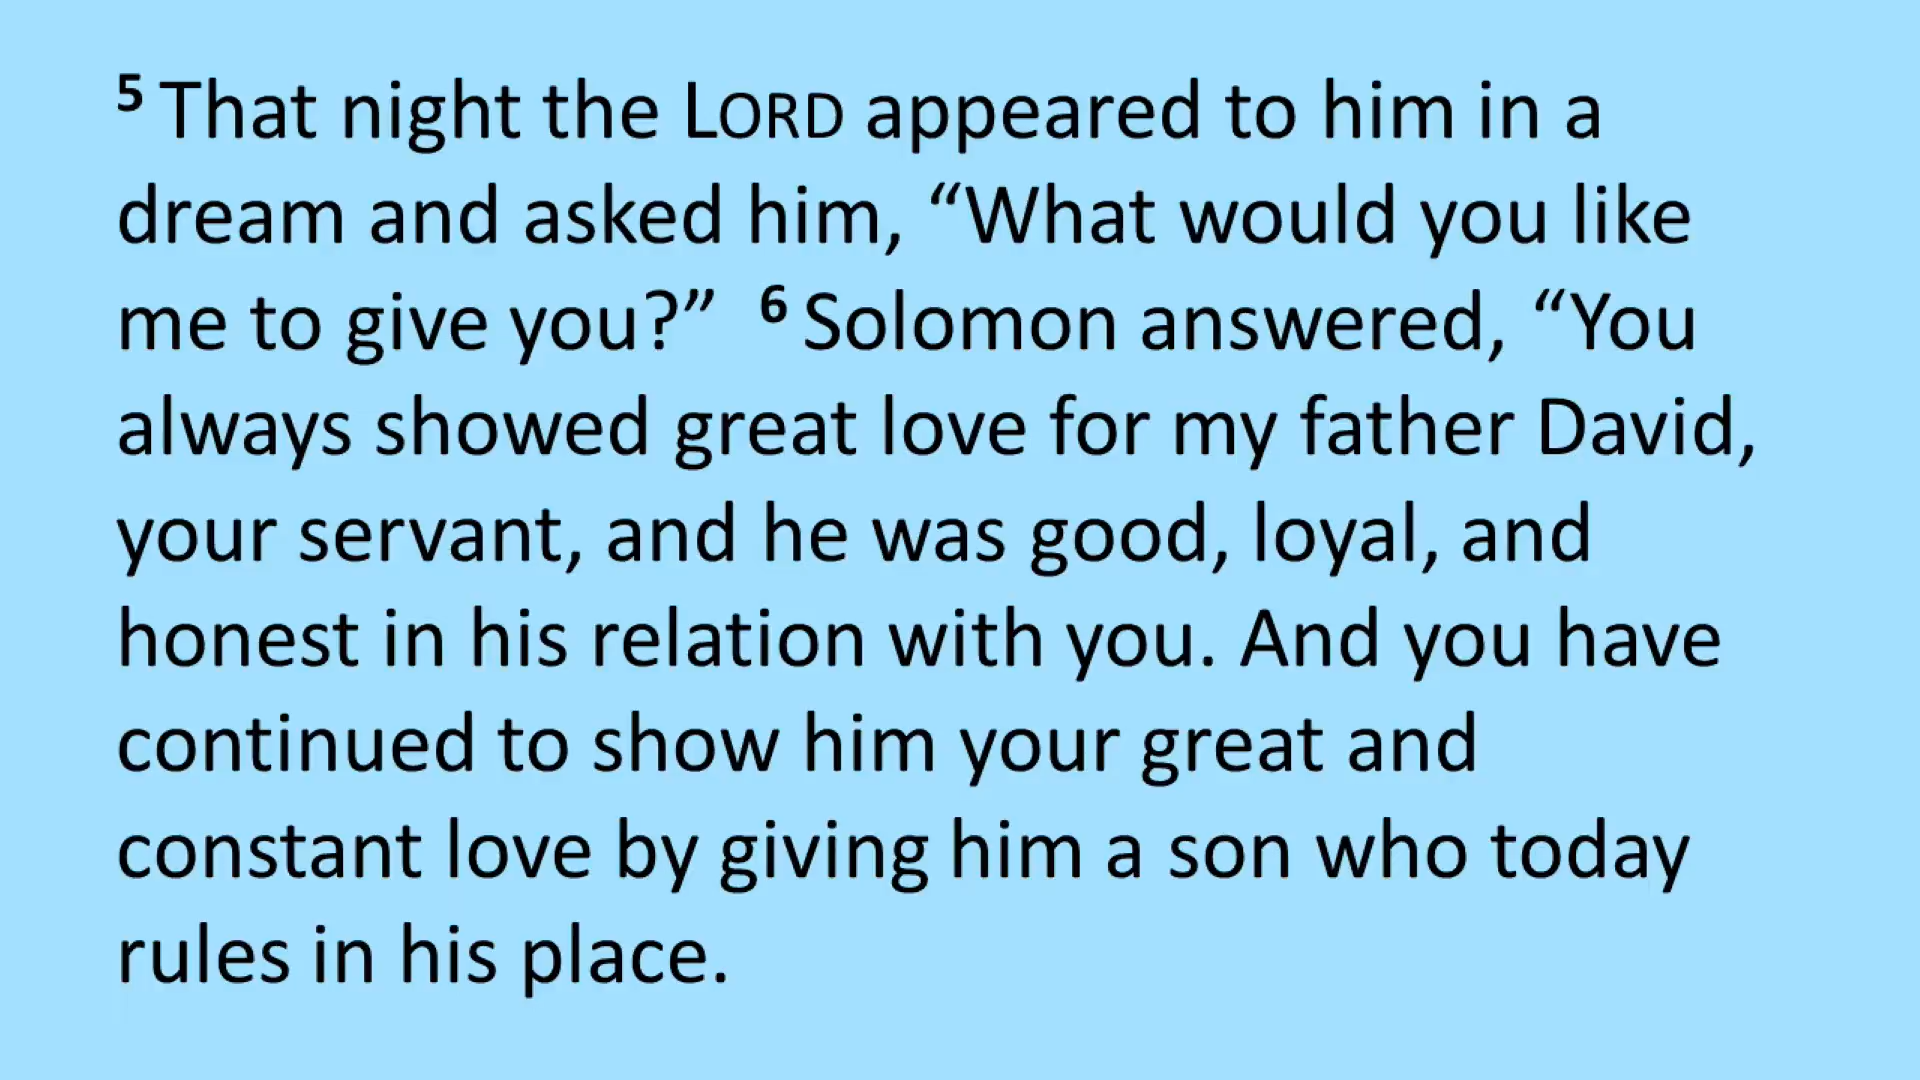 5 That night the LORD appeared to him in a
dream and asked him, “What would you like
me to give you?” 6 Solomon answered, “You
always showed great love for my father David,
your servant, and he was good, loyal, and
honest in his relation with you. And you have
continued to show him your great and
constant love by giving him a son who today
rules in his place.